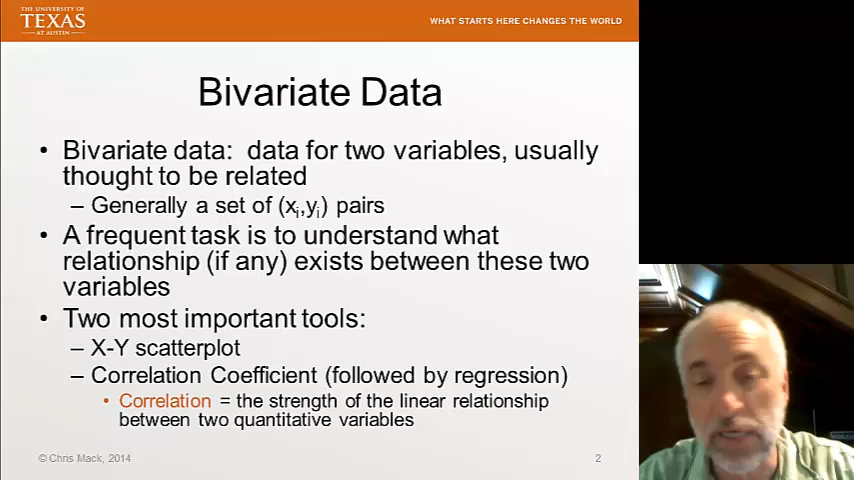 THE UNIVERSITY OF
TEXAS
AT AUSTIN
WHAT STARTS HERE CHANGES THE WORLD
Bivariate Data
• Bivariate data: data for two variables, usually
thought to be related
– Generally a set of (xi,yi) pairs
• A frequent task is to understand what
relationship (if any) exists between these two
variables
• Two most important tools:
– X-Y scatterplot
– Correlation Coefficient (followed by regression)
• Correlation = the strength of the linear relationship
between two quantitative variables
© Chris Mack, 2014
2